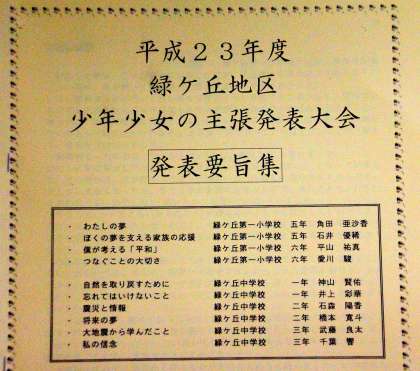 平成２３年度
緑ケ丘地区
少年少女の主張発表大会
発表要旨集
・ わたしの夢 緑ケ丘第一小学校 五年 角田 亜沙香
・ ぼくの夢を支える家族の応援 緑ケ丘第一小学校 五年 石井 優稀
・ 僕が考える「平和」 緑ケ丘第一小学校 六年 平山 祐真
・ つなぐことの大切さ 緑ケ丘第一小学校 六年 愛川 駿
・ 自然を取り戻すために 緑ケ丘中学校 一年 神山 賢佑
・ 忘れてはいけないこと 緑ケ丘中学校 一年 井上 彩華
・ 震災と情報 緑ケ丘中学校 二年 石森 陽香
・ 将来の夢 緑ケ丘中学校 二年 橋本 寛斗
・ 大地震から学んだこと 緑ケ丘中学校 三年 武藤 良太
・ 私の信念 緑ケ丘中学校 三年 千葉 響